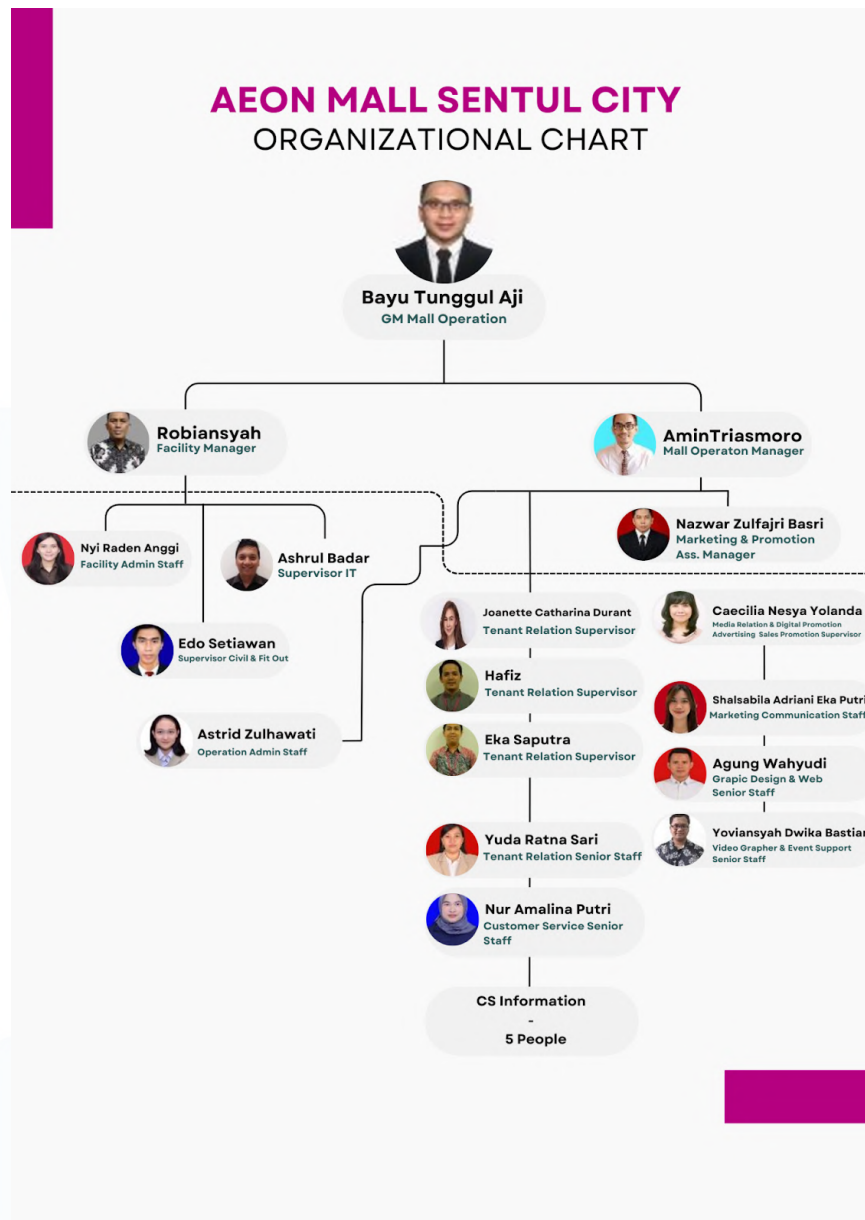 AEON MALL SENTUL CITY
ORGANIZATIONAL CHART
Bayu Tunggul Aji
GM Mall Operation
Robiansyah
Facility Manager
AminTriasmoro
Mall Operaton Manager
Nazwar Zulfajri Basri
Marketing & Promotion
Ass. Manager
Nyi Raden Anggi
Facility Admin Staff
Ashrul Badar
Supervisor IT
Edo Setiawan
Supervisor Civil & Fit Out
Astrid Zulhawati
Operation Admin Staff
Joanette Catharina Durant
Tenant Relation Supervisor
Hafiz
Tenant Relation Supervisor
Eka Saputra
Tenant Relation Supervisor
Yuda Ratna Sari
Tenant Relation Senior Staff
Nur Amalina Putri
Customer Service Senior
Staff
CS Information
-
5 People
Caecilia Nesya Yolanda
Media Relation & Digital Promotion
Advertising Sales Promotion Supervisor
Shalsabila Adriani Eka Putri
Marketing Communication Staff
Agung Wahyudi
Grapic Design & Web
Senior Staff
Yoviansyah Dwika Bastian
Video Grapher & Event Support
Senior Staff